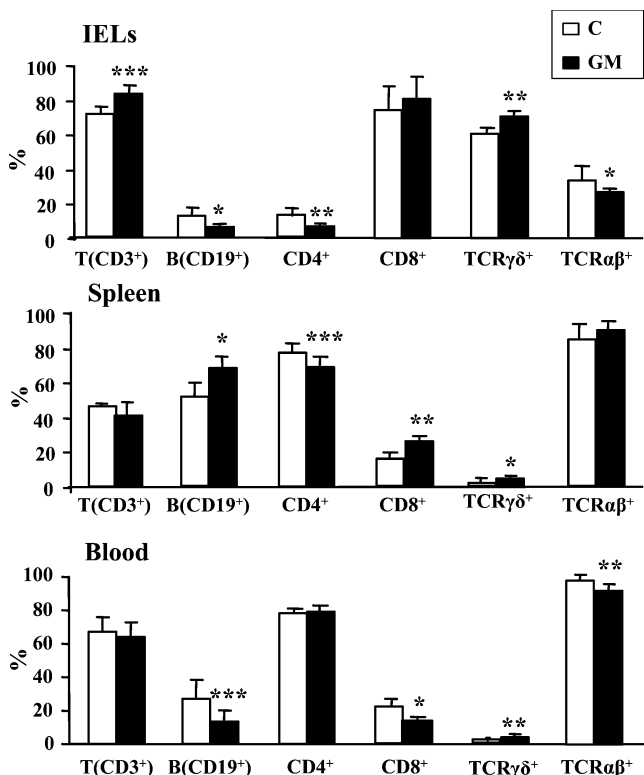 IELs
C
GM
%
100
80
60
40
20
0
*** * ** ** *
T(CD3⁺) B(CD19⁺) CD4⁺ CD8⁺ TCRγδ⁺ TCRαβ⁺
Spleen
%
100
80
60
40
20
0
* *** ** *
T(CD3⁺) B(CD19⁺) CD4⁺ CD8⁺ TCRγδ⁺ TCRαβ⁺
Blood
%
100
80
60
40
20
0
*** * ** **
T(CD3⁺) B(CD19⁺) CD4⁺ CD8⁺ TCRγδ⁺ TCRαβ⁺